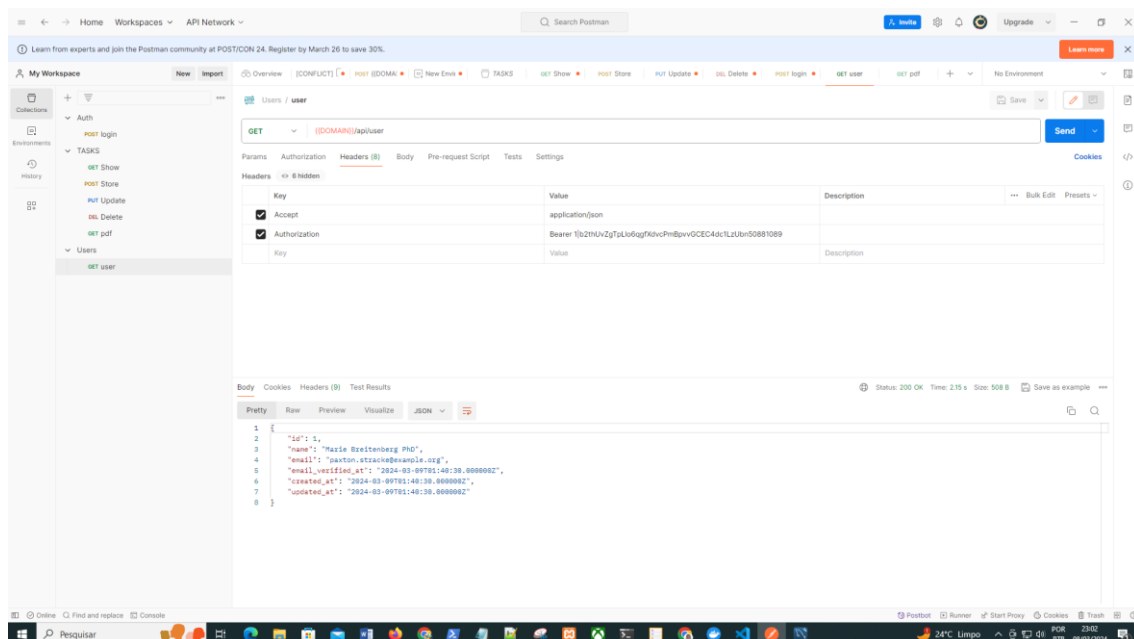 Home Workspaces API Network Search Postman Invite Upgrade
Learn from experts and join the Postman community at POST/CON 24. Register by March 26 to save 30%. Learn more
My Workspace New Import Overview [CONFLICT] POST {{DOMAI New Envi TASKS GET Show POST Store PUT Update DEL Delete POST login GET user GET pdf No Environment
Collections
Environments
History
Auth
POST login
TASKS
GET Show
POST Store
PUT Update
DEL Delete
GET pdf
Users
GET user
Users / user Save
GET {{DOMAIN}}/api/user Send
Params Authorization Headers (8) Body Pre-request Script Tests Settings Cookies
Headers 6 hidden
Key Value Description Bulk Edit Presets
Accept application/json
Authorization Bearer
Key Value Description
Body Cookies Headers (9) Test Results Status: 200 OK Time: 2.15 s Size: 508 B Save as example
Pretty Raw Preview Visualize JSON
1 {
2 "id": 1,
3 "name": "Marie Breitenberg PhD",
4 "email": "paxton.stracke@example.org",
5 "email_verified_at": "2024-03-09T01:40:38.000000Z",
6 "created_at": "2024-03-09T01:40:38.000000Z",
7 "updated_at": "2024-03-09T01:40:38.000000Z"
8 }
Online Find and replace Console Postbot Runner Start Proxy Cookies Trash
Pesquisar 24°C Limpo POR 23:02